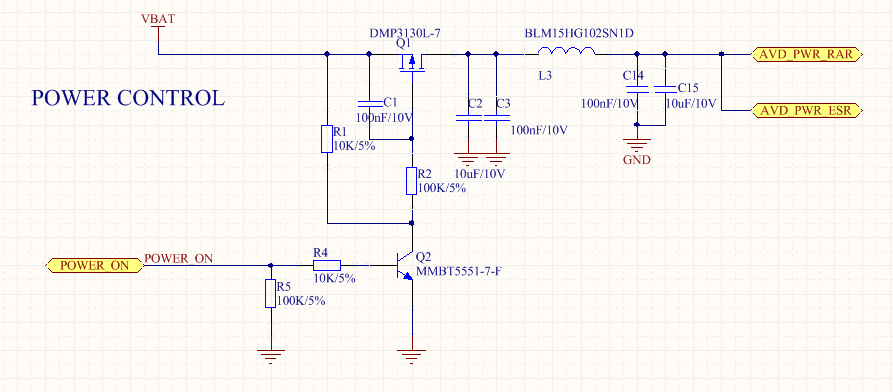 VBAT
DMP3130L-7
Q1
BLM15HG102SN1D
L3
AVD_PWR_RAR
POWER CONTROL
C1
100nF/10V
C2
C3
100nF/10V
10uF/10V
C14
100nF/10V
C15
10uF/10V
AVD_PWR_ESR
R1
10K/5%
GND
R2
100K/5%
POWER_ON
POWER_ON
R4
10K/5%
Q2
MMBT5551-7-F
R5
100K/5%